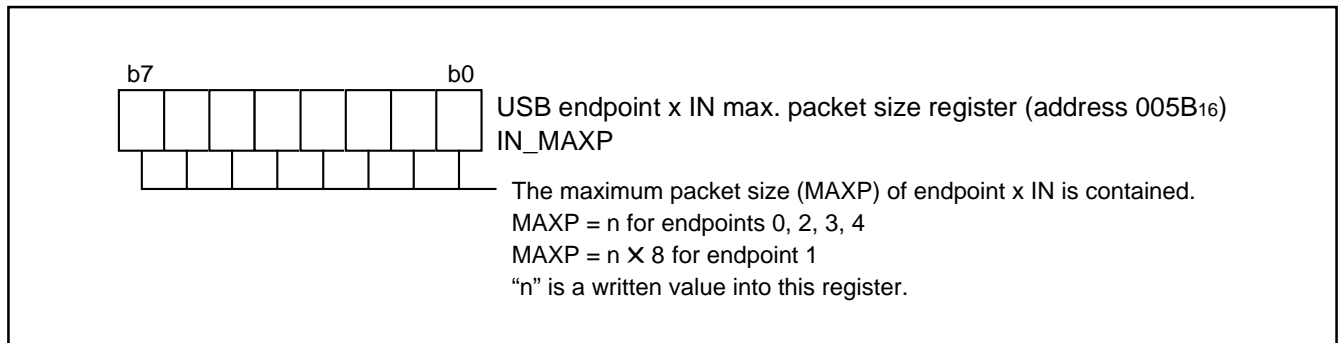 b7 b0
USB endpoint x IN max. packet size register (address 005B16)
IN_MAXP
The maximum packet size (MAXP) of endpoint x IN is contained.
MAXP = n for endpoints 0, 2, 3, 4
MAXP = n ✕ 8 for endpoint 1
“n” is a written value into this register.